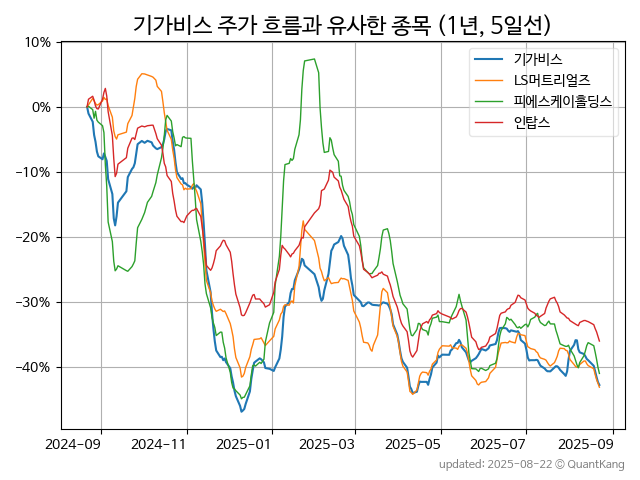 기가비스 주가 흐름과 유사한 종목 (1년, 5일선)
10%
0%
−10%
−20%
−30%
−40%
기가비스
LS머트리얼즈
피에스케이홀딩스
인탑스
2024-09
2024-11
2025-01
2025-03
2025-05
2025-07
2025-09
updated: 2025-08-22 © QuantKang